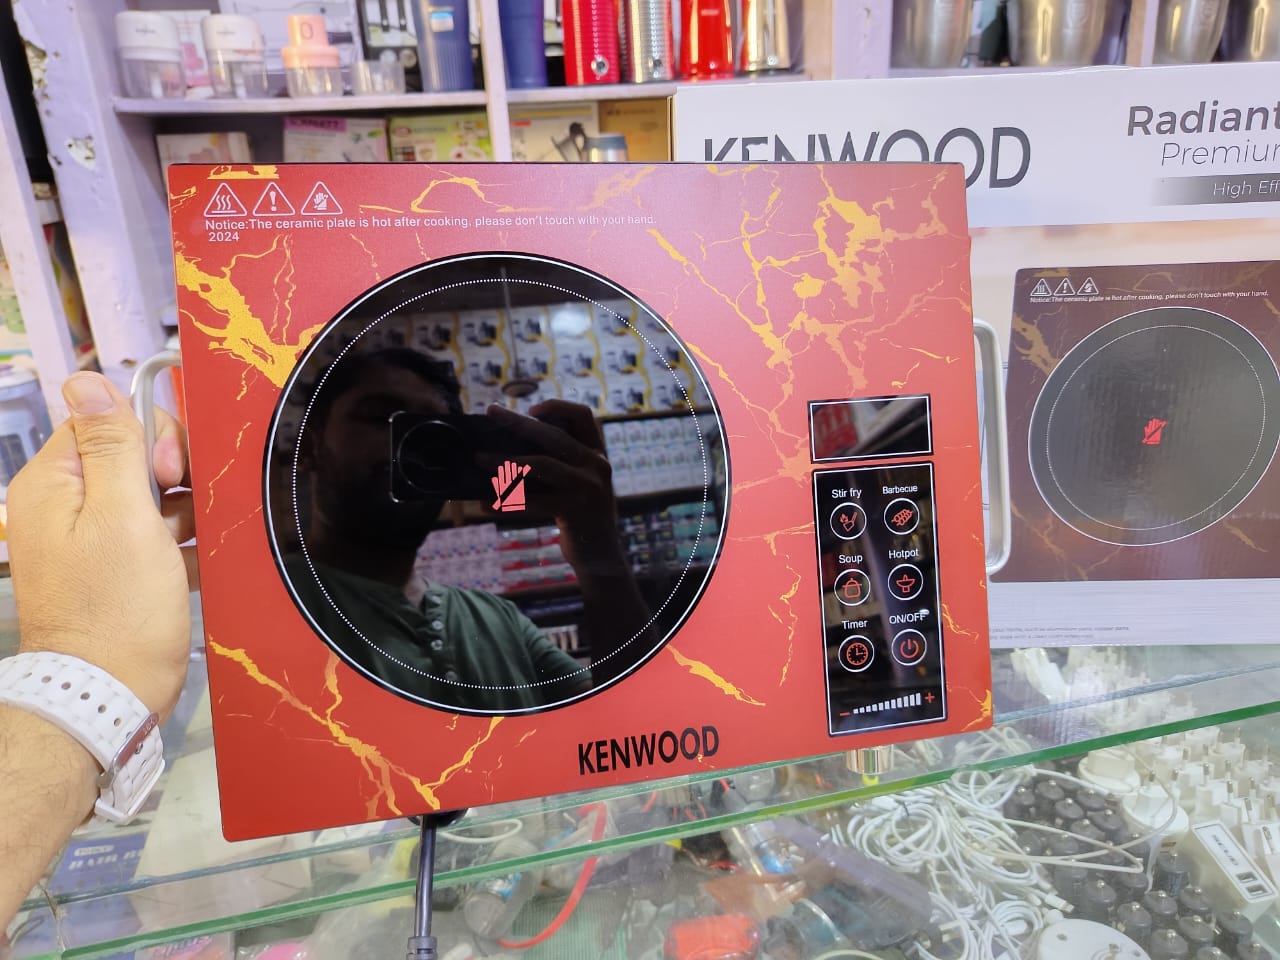 KENWOOD
Radiant
Premium
High Eff
Notice:The ceramic plate is hot after cooking, please don't touch with your hand.
2024
Stir fry
Barbecue
Soup
Hotpot
Timer
ON/OFF
− +
KENWOOD
Notice:The ceramic plate is hot after cooking, please don't touch with your hand.